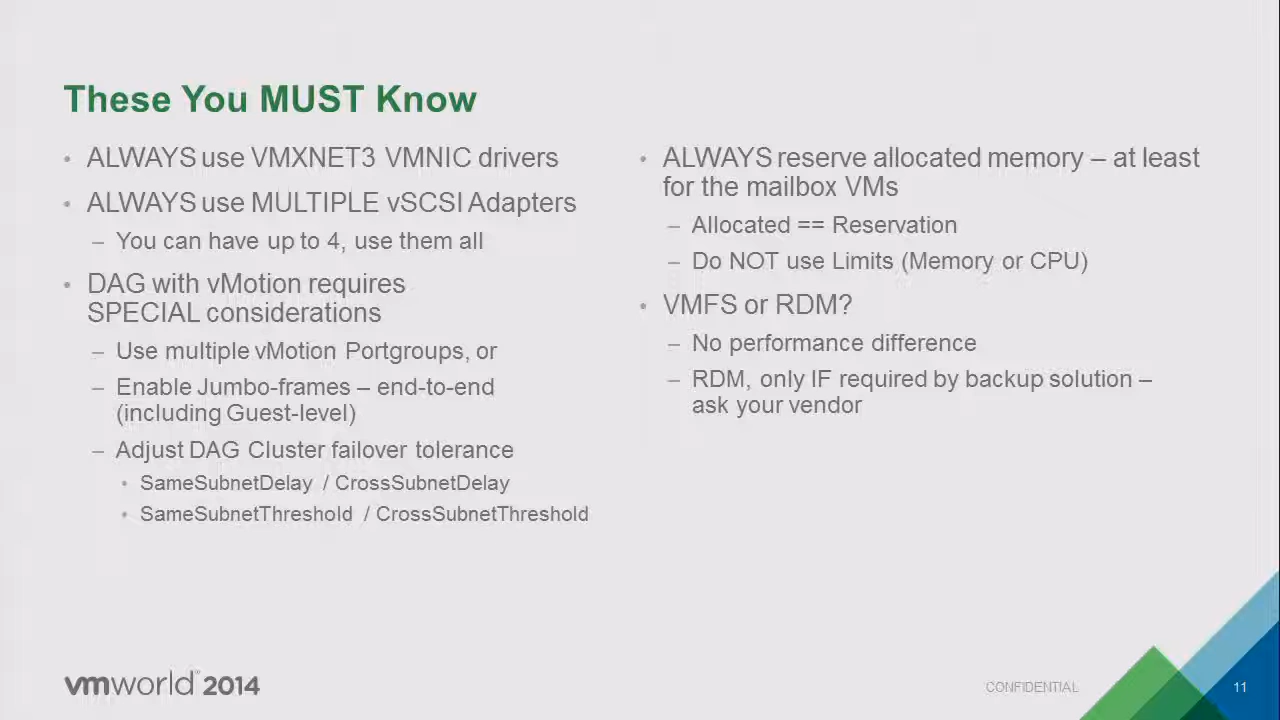 These You MUST Know
• ALWAYS use VMXNET3 VMNIC drivers
• ALWAYS use MULTIPLE vSCSI Adapters
– You can have up to 4, use them all
• DAG with vMotion requires
SPECIAL considerations
– Use multiple vMotion Portgroups, or
– Enable Jumbo-frames – end-to-end
(including Guest-level)
– Adjust DAG Cluster failover tolerance
• SameSubnetDelay / CrossSubnetDelay
• SameSubnetThreshold / CrossSubnetThreshold
• ALWAYS reserve allocated memory – at least
for the mailbox VMs
– Allocated == Reservation
– Do NOT use Limits (Memory or CPU)
• VMFS or RDM?
– No performance difference
– RDM, only IF required by backup solution –
ask your vendor
vmworld 2014
CONFIDENTIAL
11